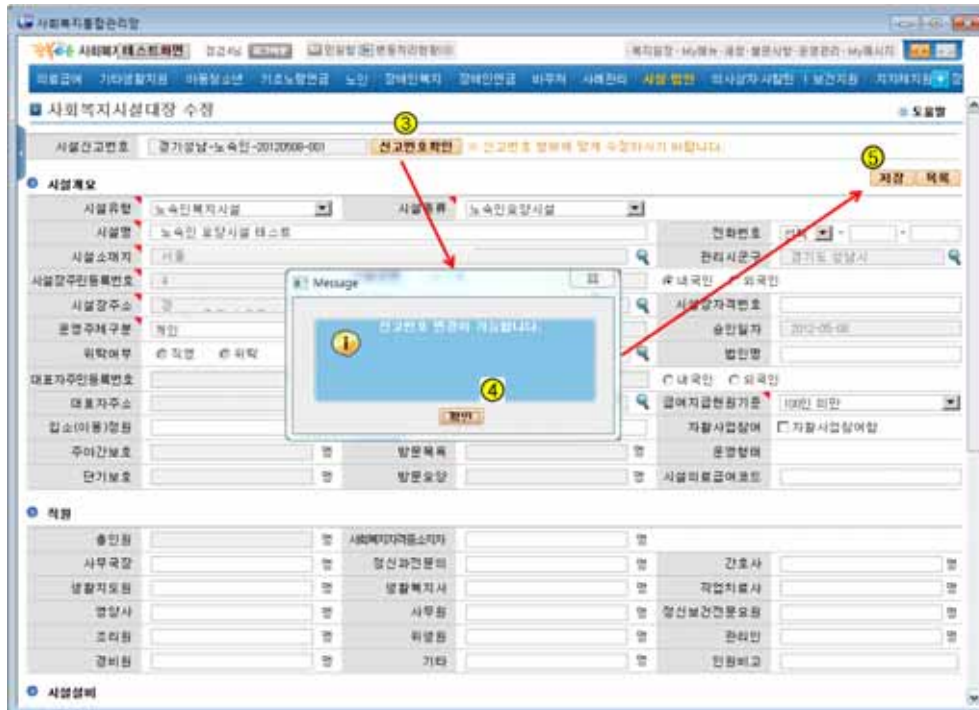 사회복지통합관리망
사회복지 테스트화면
의료급여 기타생활지원 아동청소년 기초노령연금 노인 장애인복지 장애인연금 바우처 사례관리 시설·법인 보건지원
사회복지시설대장 수정 도움말
③
시설신고번호 경기성남-노숙인-20120508-001 신고번호확인 ※ 신고번호 형태에 맞게 수정하시기 바랍니다.
⑤
저장 목록
시설개요
시설유형 노숙인복지시설 시설종류 노숙인요양시설
시설명 노숙인 요양시설 테스트 전화번호 선택 - -
시설소재지 서울 관리시군구 경기도 성남시
시설장주민등록번호 4 내국인 외국인
Message
시설장주소 경 시설장자격번호
신고번호 변경이 가능합니다.
운영주체구분 개인 승인일자 2012-05-08
위탁여부 직영 위탁 법인명
대표자주민등록번호 내국인 외국인
④
대표자주소 급여지급현원기준 100인 미만
확인
입소(이용)정원 자활사업참여 자활사업참여함
주야간보호 명 방문목욕 명 운영형태
단기보호 명 방문요양 명 시설의료급여코드
직원
총인원 명 사회복지자격증소지자 명
사무국장 명 정신과전문의 명 간호사 명
생활지도원 명 생활복지사 명 작업치료사 명
영양사 명 사무원 명 정신보건전문요원 명
조리원 명 위생원 명 관리인 명
경비원 명 기타 명 인원비고
시설설비